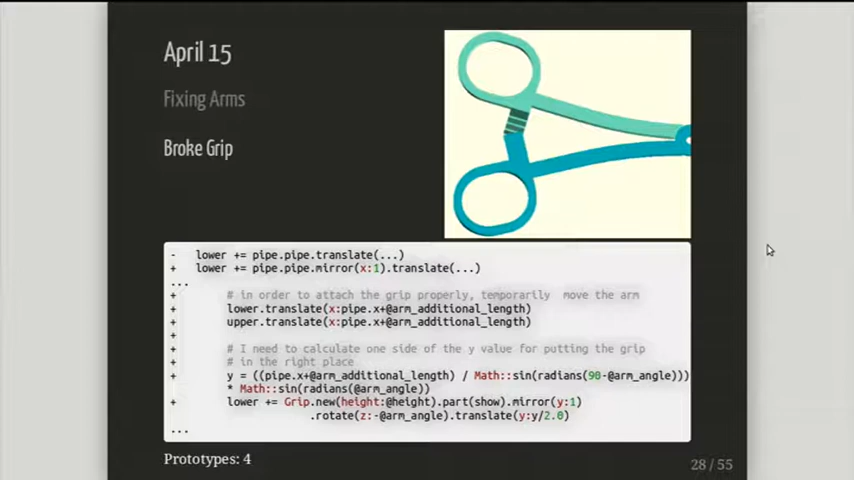 April 15
Fixing Arms
Broke Grip
-    lower += pipe.pipe.translate(...)
+    lower += pipe.pipe.mirror(x:1).translate(...)
...
+        # in order to attach the grip properly, temporarily  move the arm
+        lower.translate(x:pipe.x+@arm_additional_length)
+        upper.translate(x:pipe.x+@arm_additional_length)
+
+        # I need to calculate one side of the y value for putting the grip
+        # in the right place
+        y = ((pipe.x+@arm_additional_length) / Math::sin(radians(90-@arm_angle)))
* Math::sin(radians(@arm_angle))
+        lower += Grip.new(height:@height).part(show).mirror(y:1)
.rotate(z:-@arm_angle).translate(y:y/2.0)
...
Prototypes: 4
28 / 55